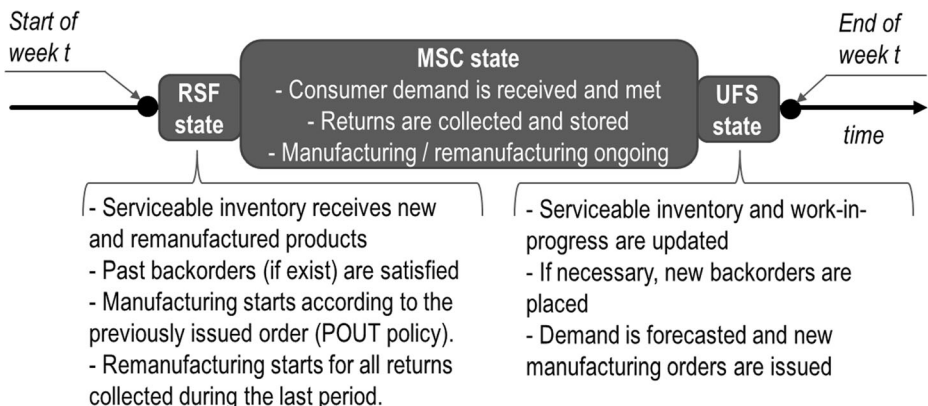 Start of
week t
RSF
state
MSC state
- Consumer demand is received and met
- Returns are collected and stored
- Manufacturing / remanufacturing ongoing
UFS
state
End of
week t
time
- Serviceable inventory receives new
and remanufactured products
- Past backorders (if exist) are satisfied
- Manufacturing starts according to the
previously issued order (POUT policy).
- Remanufacturing starts for all returns
collected during the last period.
- Serviceable inventory and work-in-
progress are updated
- If necessary, new backorders are
placed
- Demand is forecasted and new
manufacturing orders are issued